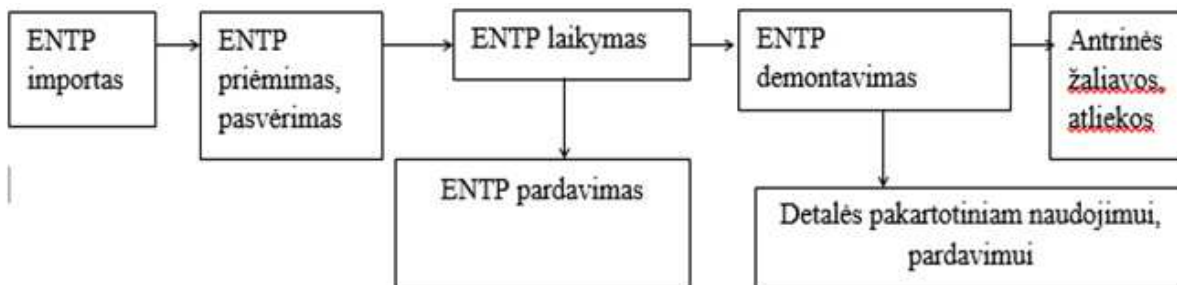 ENTP
importas
ENTP
priėmimas,
pasvėrimas
ENTP laikymas
ENTP
demontavimas
Antrinės
žaliavos,
atliekos
ENTP pardavimas
Detalės pakartotiniam naudojimui,
pardavimui